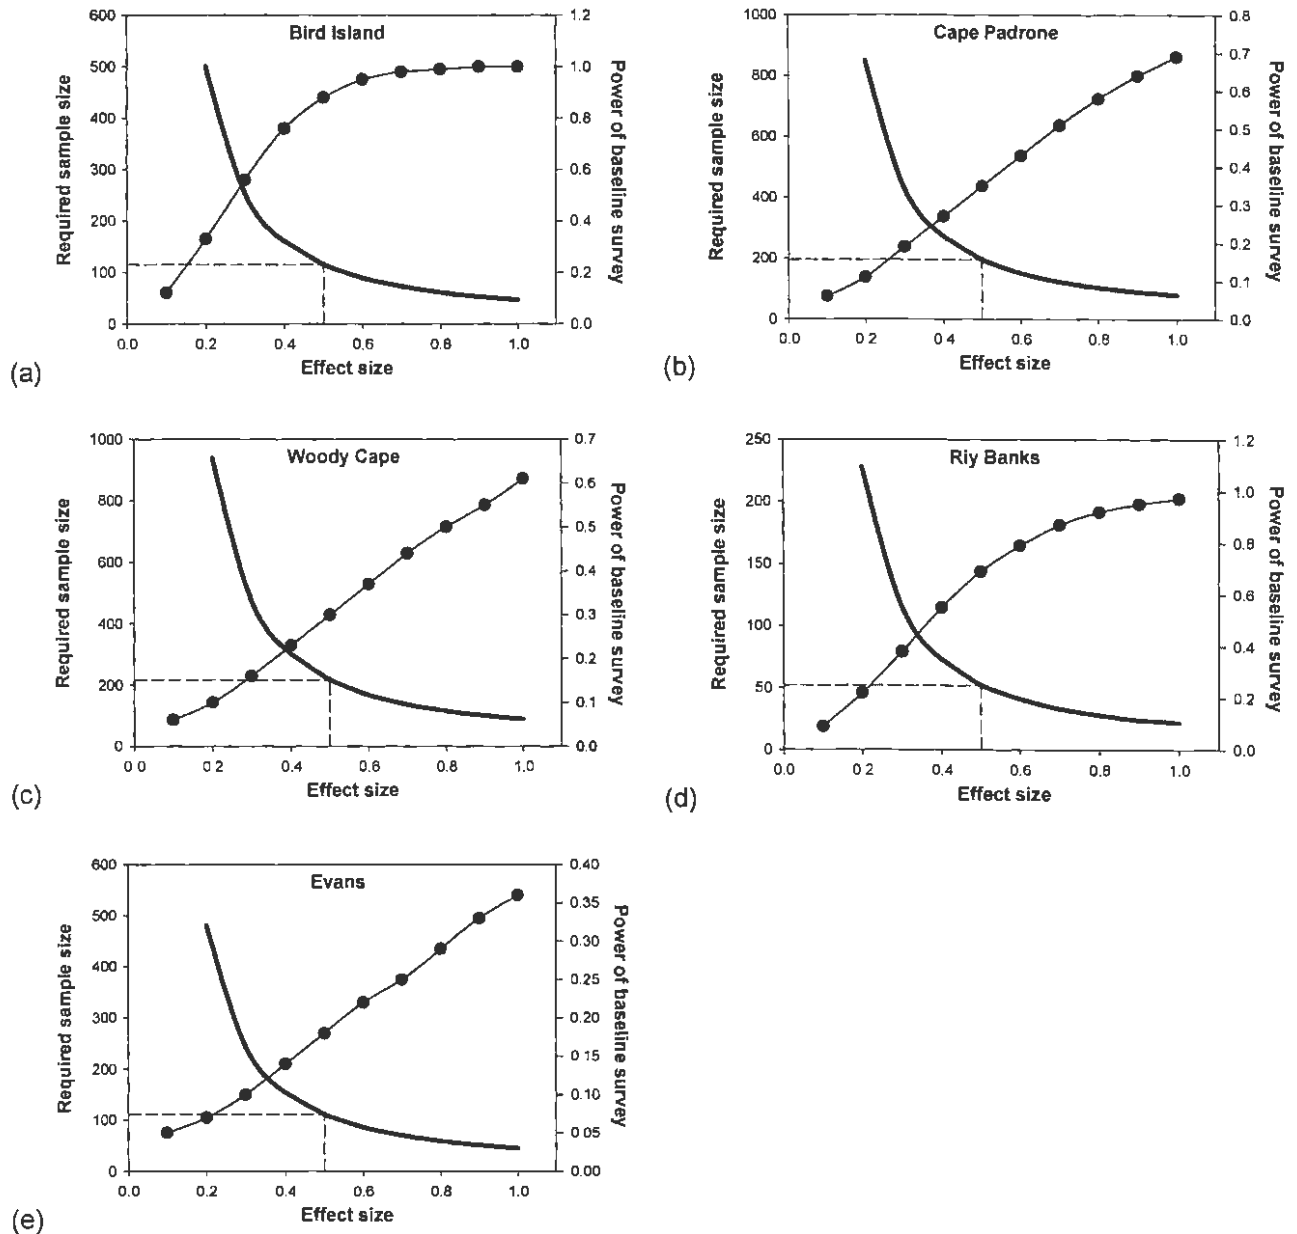 Bird Island
Required sample size
600
500
400
300
200
100
0
Power of baseline survey
1.2
1.0
0.8
0.6
0.4
0.2
0.0
0.0 0.2 0.4 0.6 0.8 1.0
Effect size
(a)
Cape Padrone
Required sample size
1000
800
600
400
200
0
Power of baseline survey
0.8
0.7
0.6
0.5
0.4
0.3
0.2
0.1
0.0
0.0 0.2 0.4 0.6 0.8 1.0
Effect size
(b)
Woody Cape
Required sample size
1000
800
600
400
200
0
Power of baseline survey
0.7
0.6
0.5
0.4
0.3
0.2
0.1
0.0
0.0 0.2 0.4 0.6 0.8 1.0
Effect size
(c)
Riy Banks
Required sample size
250
200
150
100
50
0
Power of baseline survey
1.2
1.0
0.8
0.6
0.4
0.2
0.0
0.0 0.2 0.4 0.6 0.8 1.0
Effect size
(d)
Evans
Required sample size
600
500
400
300
200
100
0
Power of baseline survey
0.40
0.35
0.30
0.25
0.20
0.15
0.10
0.05
0.00
0.0 0.2 0.4 0.6 0.8 1.0
Effect size
(e)